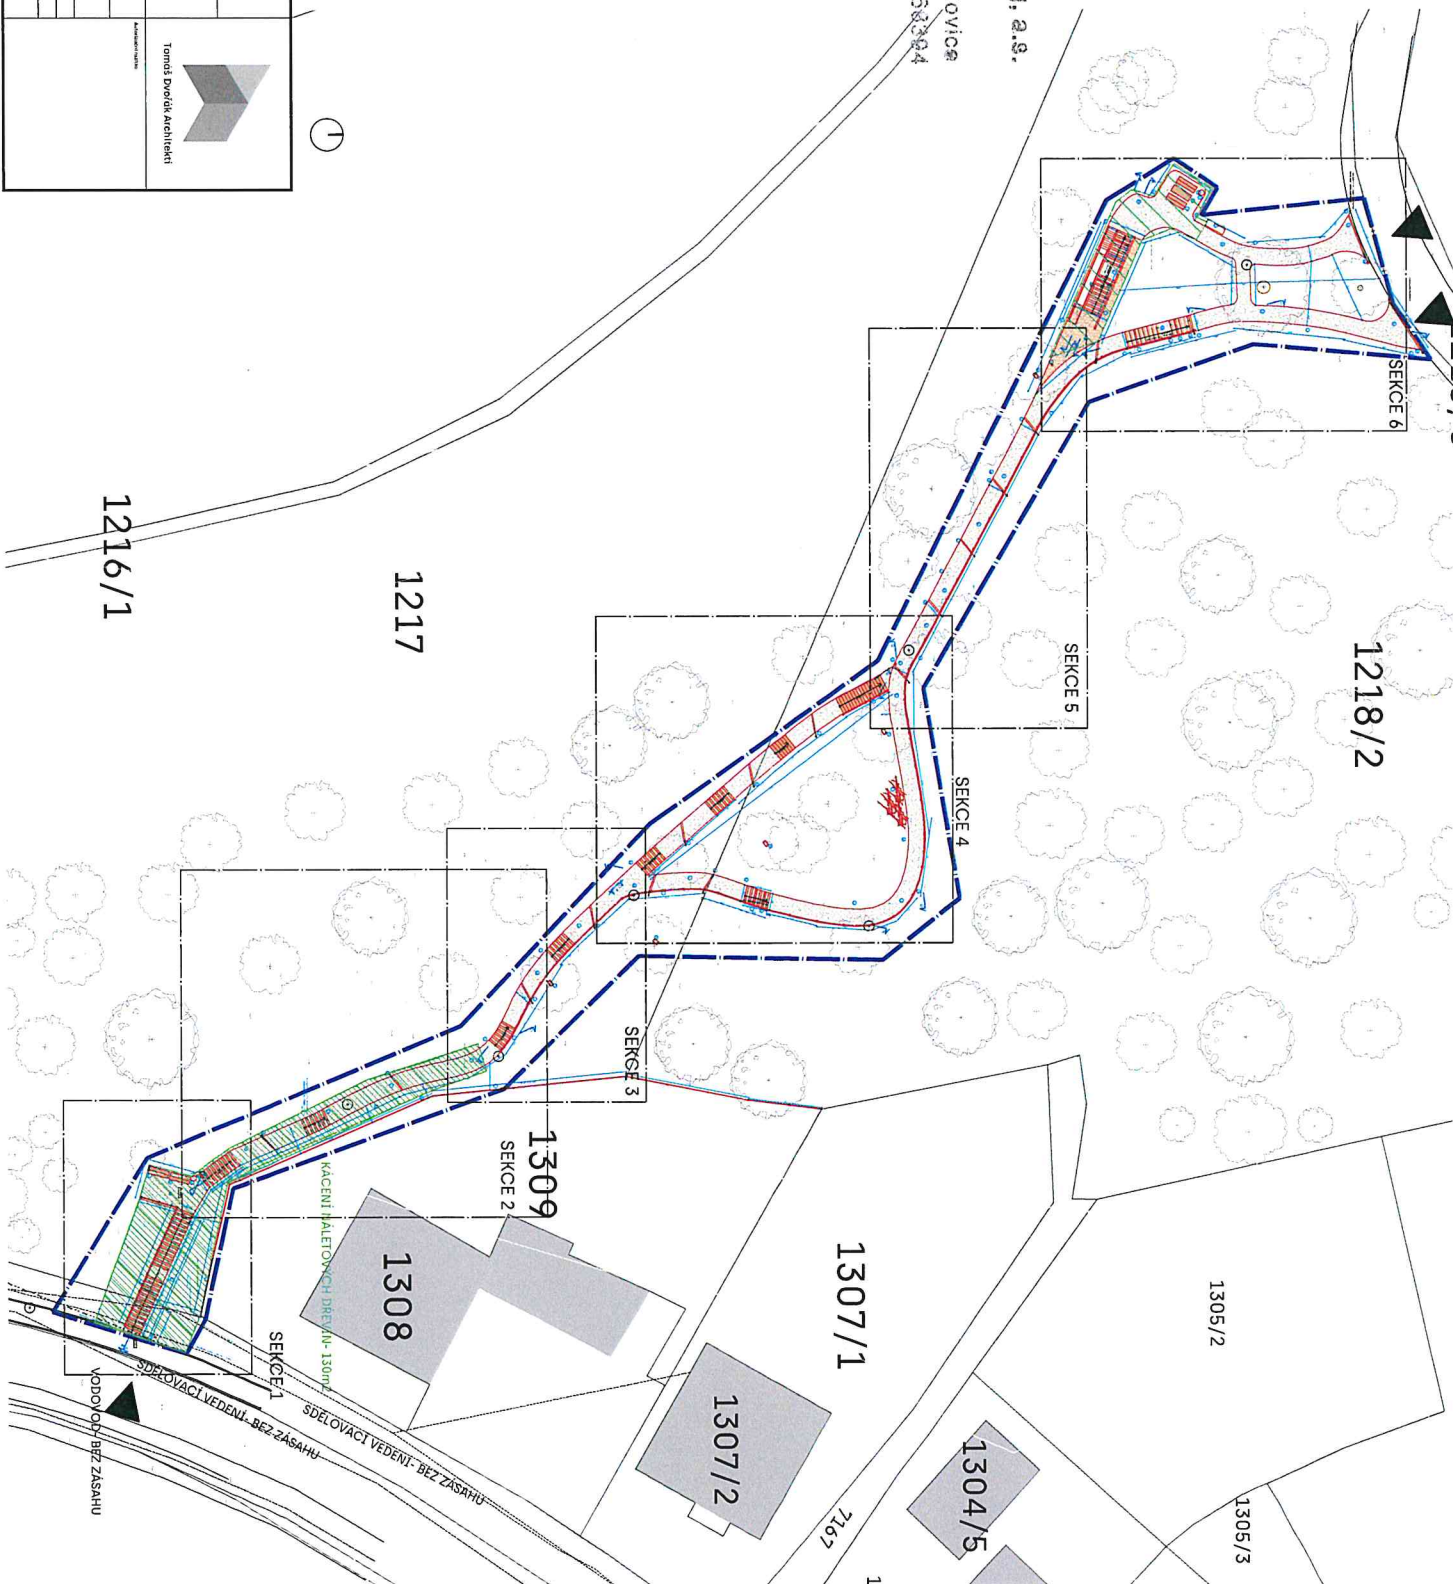 , a.s.
ovice
Tomáš Dvořák Architekti
SEKCE 6
1216/1
1217
1218/2
SEKCE 5
SEKCE 4
SEKCE 3
1309
SEKCE 2
KÁCENÍ NÁLETOVÝCH DŘEVIN- 130m2
1308
1307/1
1305/2
SEKCE 1
SDĚLOVACÍ VEDENÍ- BEZ ZÁSAHU
SDĚLOVACÍ VEDENÍ- BEZ ZÁSAHU
VODOVOD- BEZ ZÁSAHU
1307/2
1304/5
1305/3
7167